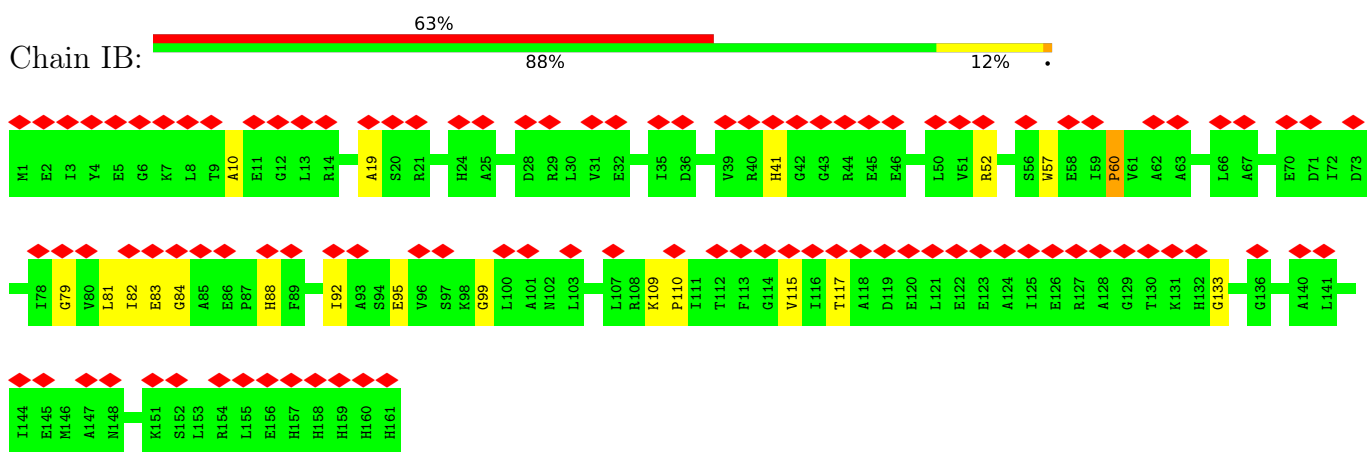 63%
Chain IB:
88% 12% •
M1 E2 I3 Y4 E5 G6 K7 L8 T9 A10 E11 G12 L13 R14 A19 S20 R21 H24 A25 D28 R29 L30 V31 E32 I35 D36 V39 R40 H41 G42 G43 R44 E45 E46 L50 V51 R52 S56 W57 E58 I59 P60 V61 A62 A63 L66 A67 E70 D71 I72 D73
I78 G79 V80 L81 I82 E83 G84 A85 E86 P87 H88 F89 I92 A93 S94 E95 V96 S97 K98 G99 L100 A101 N102 L103 L107 R108 K109 P110 I111 T112 F113 G114 V115 I116 T117 A118 D119 E120 L121 E122 E123 A124 I125 E126 R127 A128 G129 T130 K131 H132 G133 G136 A140 L141
I144 E145 M146 A147 N148 K151 S152 L153 R154 L155 E156 H157 H158 H159 H160 H161